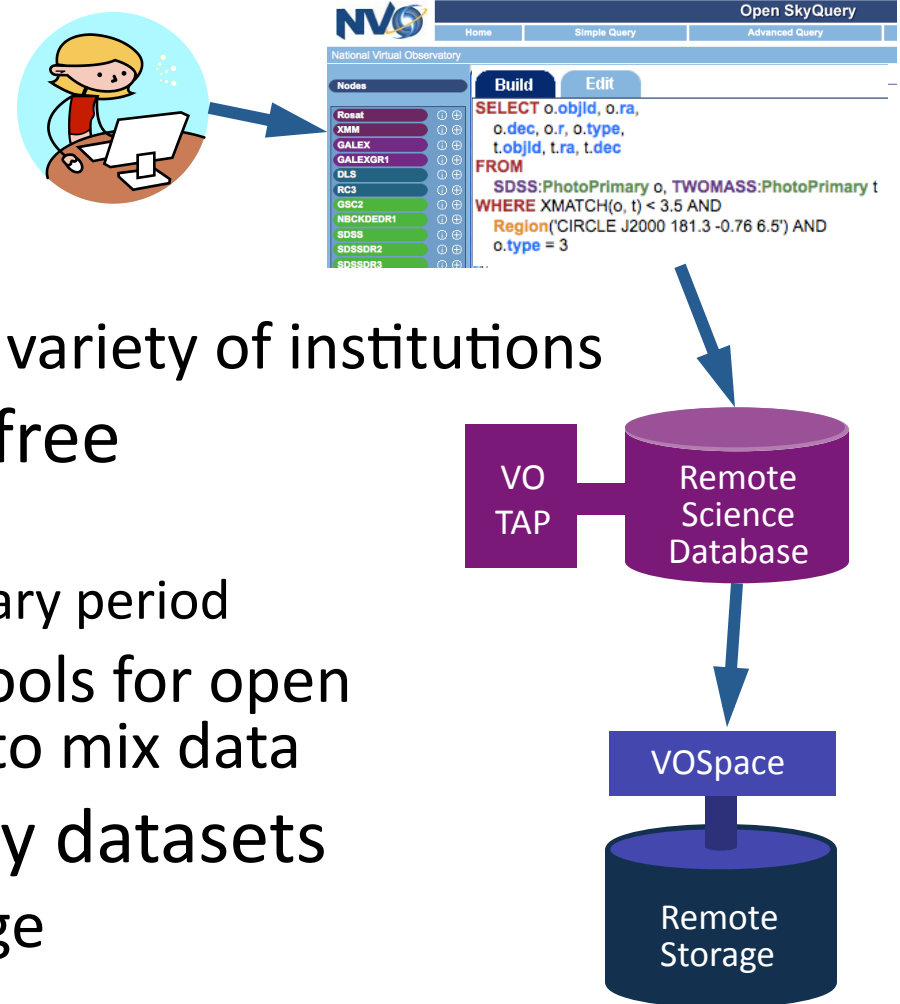 NVO
Open SkyQuery
Home Simple Query Advanced Query
National Virtual Observatory
Nodes
Rosat
XMM
GALEX
GALEXGR1
DLS
RC3
GSC2
NBCKDEDR1
SDSS
SDSSDR2
SDSSDR3
Build Edit
SELECT o.objId, o.ra,
o.dec, o.r, o.type,
t.objId, t.ra, t.dec
FROM
SDSS:PhotoPrimary o, TWOMASS:PhotoPrimary t
WHERE XMATCH(o, t) < 3.5 AND
Region('CIRCLE J2000 181.3 -0.76 6.5') AND
o.type = 3
variety of institutions
free
ary period
ools for open
to mix data
y datasets
ge
VO
TAP
Remote
Science
Database
VOSpace
Remote
Storage